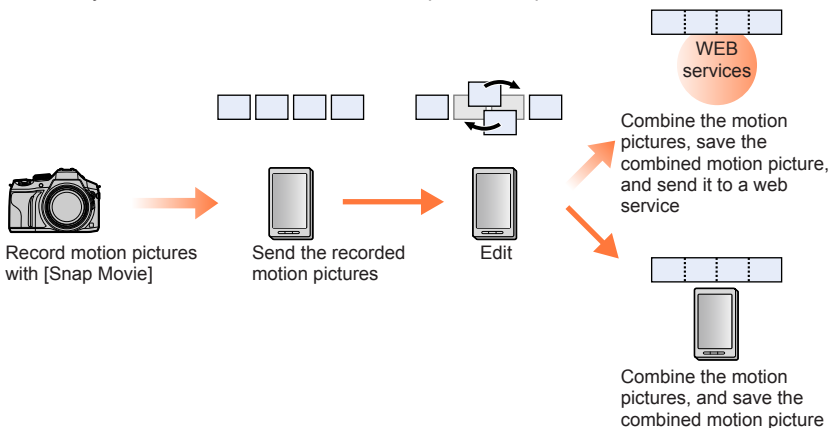 WEB
services
Combine the motion
pictures, save the
combined motion picture,
and send it to a web
service
Record motion pictures
with [Snap Movie]
Send the recorded
motion pictures
Edit
Combine the motion
pictures, and save the
combined motion picture